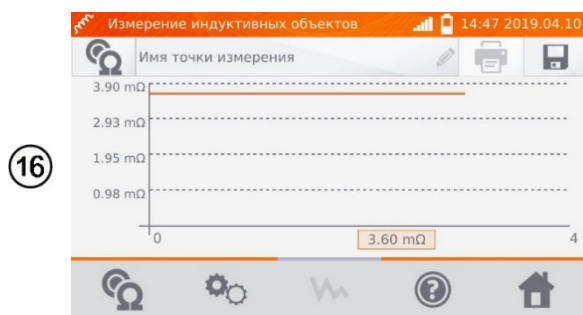 Измерение индуктивных объектов 14:47 2019.04.10
Имя точки измерения
3.90 mΩ
2.93 mΩ
16
1.95 mΩ
0.98 mΩ
0 3.60 mΩ 4